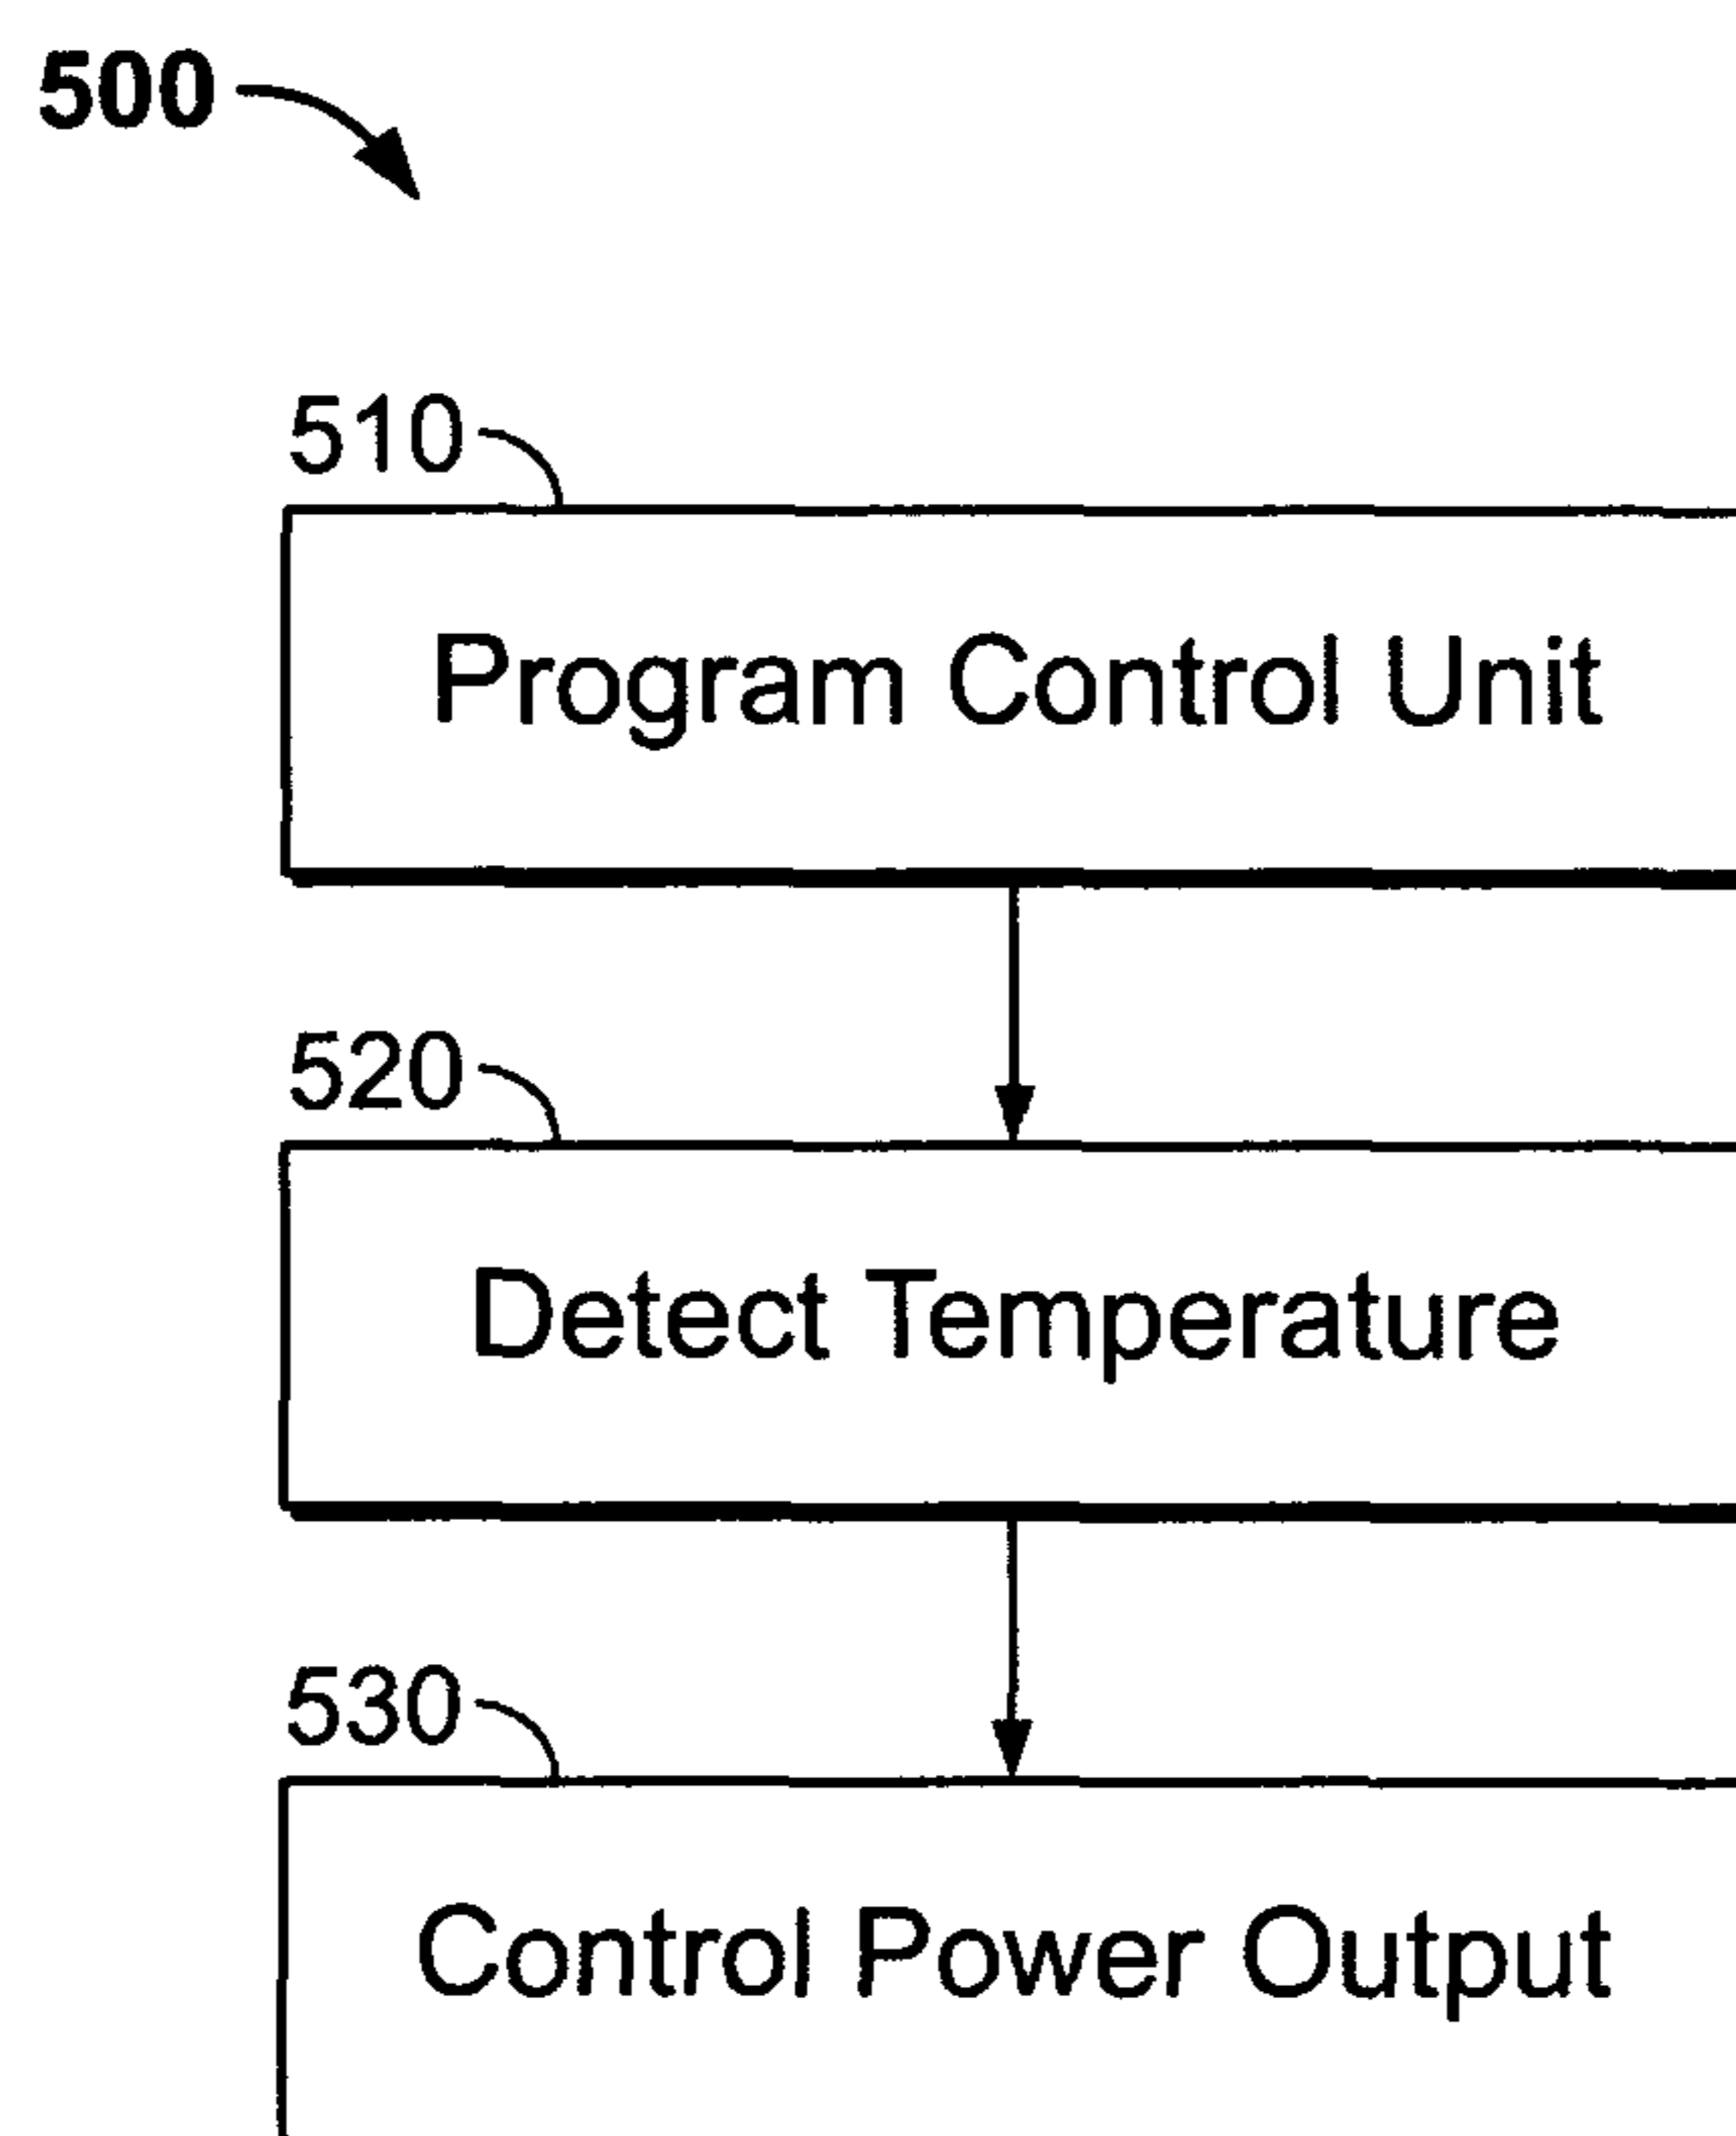 500
510
Program Control Unit
520
Detect Temperature
530
Control Power Output